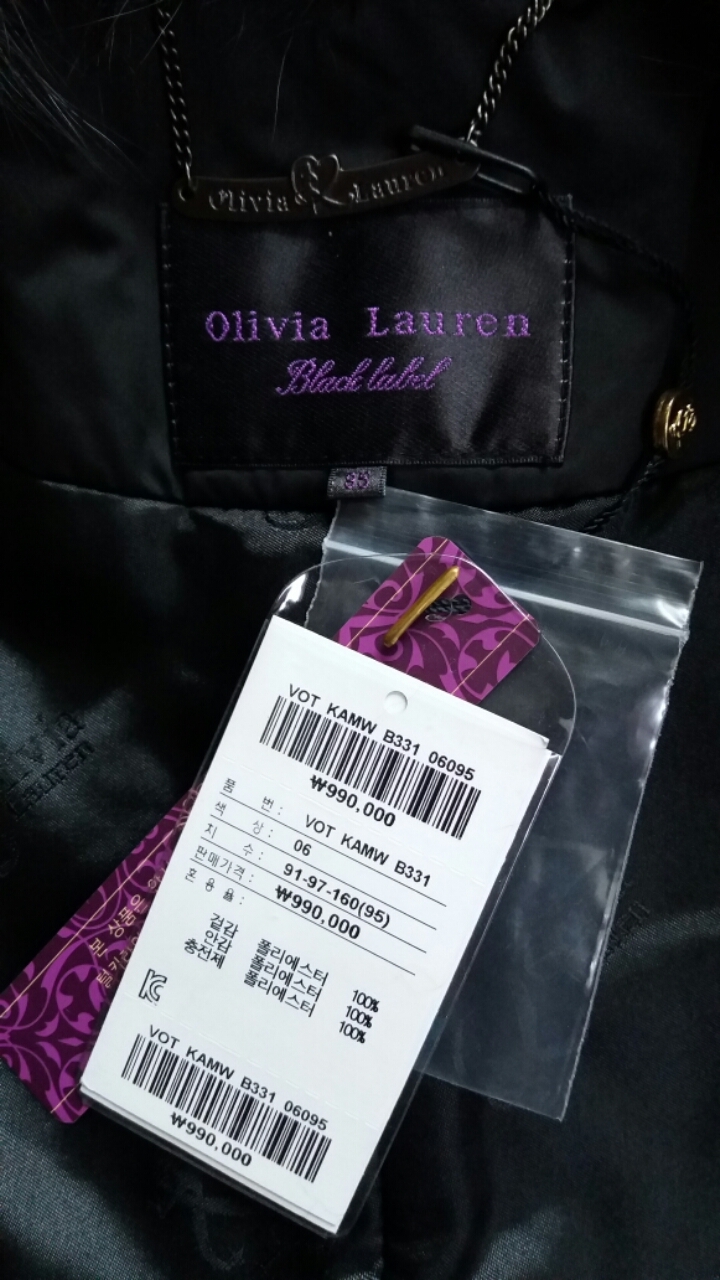 Olivia Lauren
Olivia Lauren
Black label
95
VOT KAMW B331 06095
₩990,000
품 번 : VOT KAMW B331
색 상 : 06
치 수 : 91-97-160(95)
판매가격 : ₩990,000
혼 용 율 :
겉감 폴리에스터 100%
안감 폴리에스터 100%
충전제 폴리에스터 100%
VOT KAMW B331 06095
₩990,000
Lauren